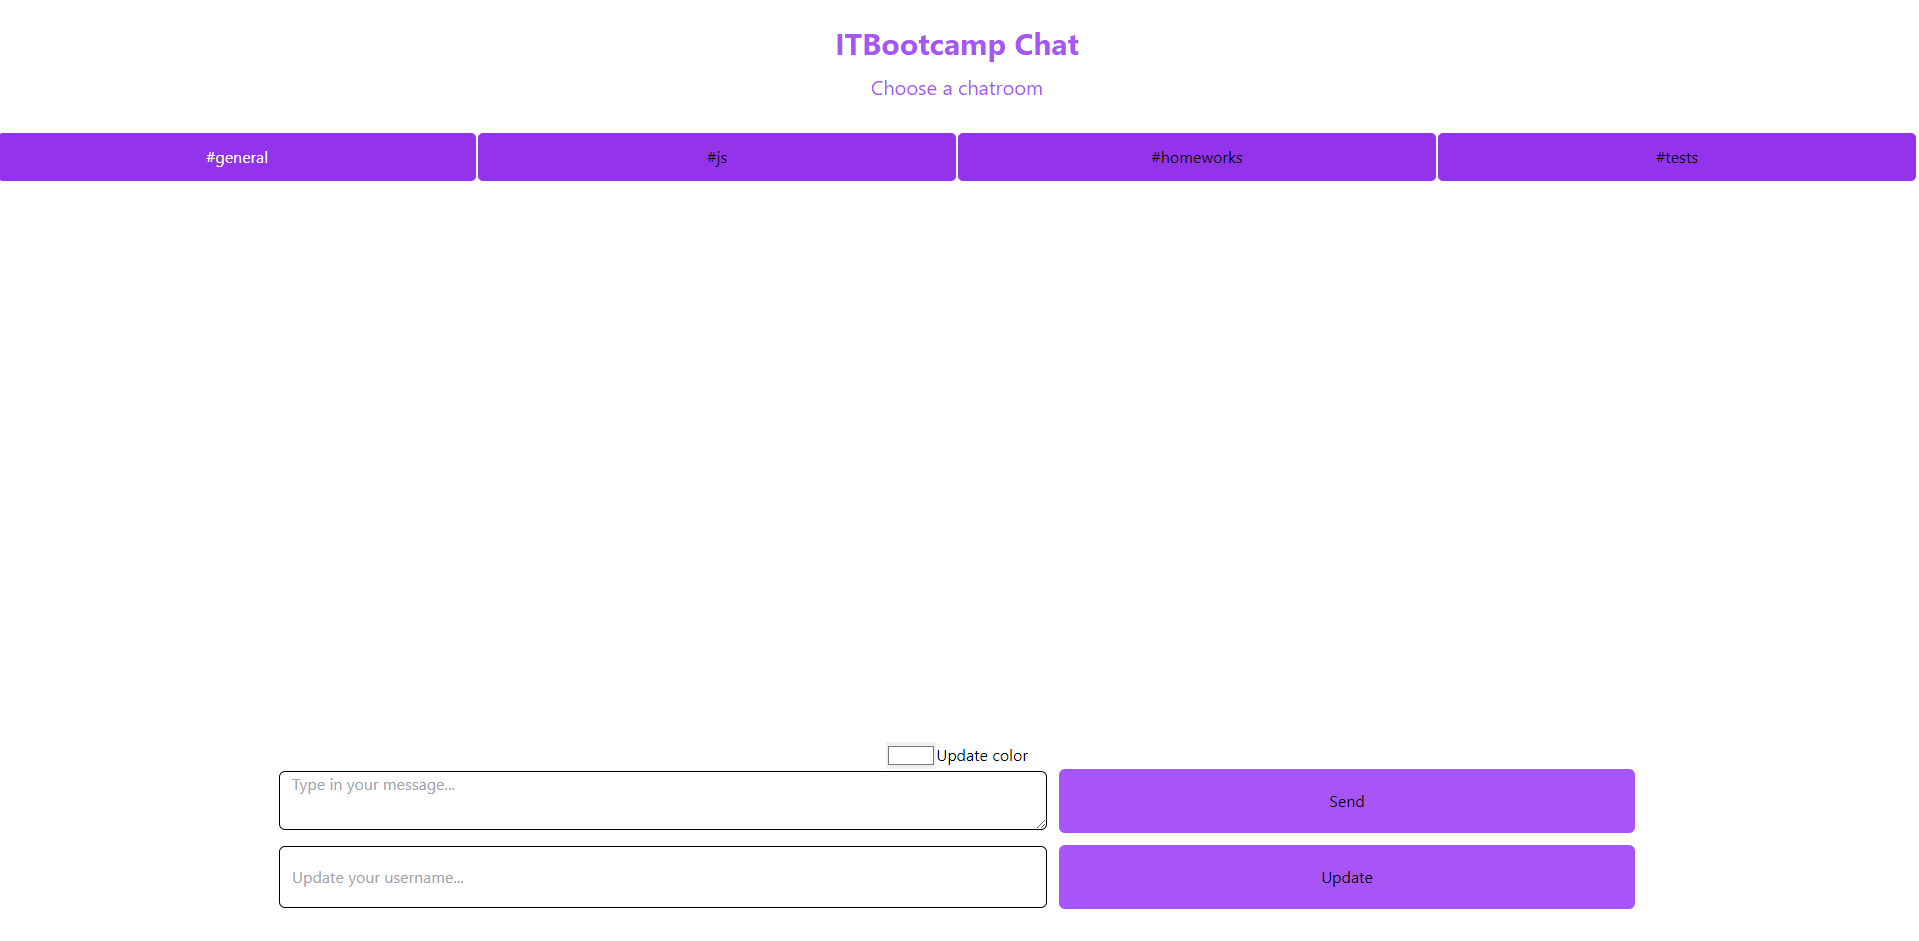 ITBootcamp Chat
Choose a chatroom
#general #js #homeworks #tests
Update color
Type in your message...
Send
Update your username...
Update